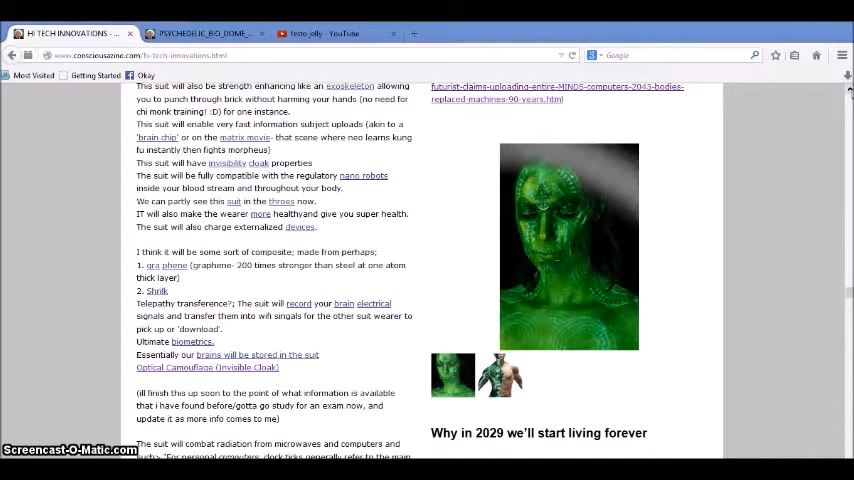 HI TECH INNOVATIONS -
PSYCHEDELIC_BIO_DOME_
festo jelly - YouTube
www.consciousazine.com/hi-tech-innovations.html
Google
Most Visited
Getting Started
Okay
This suit will also be strength enhancing like an exoskeleton allowing
you to punch through brick without harming your hands (no need for
chi monk training! :D) for one instance.
This suit will enable very fast information subject uploads (akin to a
'brain chip' or on the matrix movie- that scene where neo learns kung
fu instantly then fights morpheus)
This suit will have invisibility cloak properties
The suit will be fully compatible with the regulatory nano robots
inside your blood stream and throughout your body.
We can partly see this suit in the throes now.
IT will also make the wearer more healthyand give you super health.
The suit will also charge externalized devices.
I think it will be some sort of composite; made from perhaps;
1. gra phene (graphene- 200 times stronger than steel at one atom
thick layer)
2. Shrilk
Telepathy transference?; The suit will record your brain electrical
signals and transfer them into wifi singals for the other suit wearer to
pick up or 'download'.
Ultimate biometrics.
Essentially our brains will be stored in the suit
Optical Camouflage (Invisible Cloak)
(ill finish this up soon to the point of what information is available
that i have found before/gotta go study for an exam now, and
update it as more info comes to me)
The suit will combat radiation from microwaves and computers and
such> "For personal computers, clock ticks generally refer to the main
futurist-claims-uploading-entire-MINDS-computers-2045-bodies-
replaced-machines-90-years.html
Why in 2029 we'll start living forever
Screencast-O-Matic.com